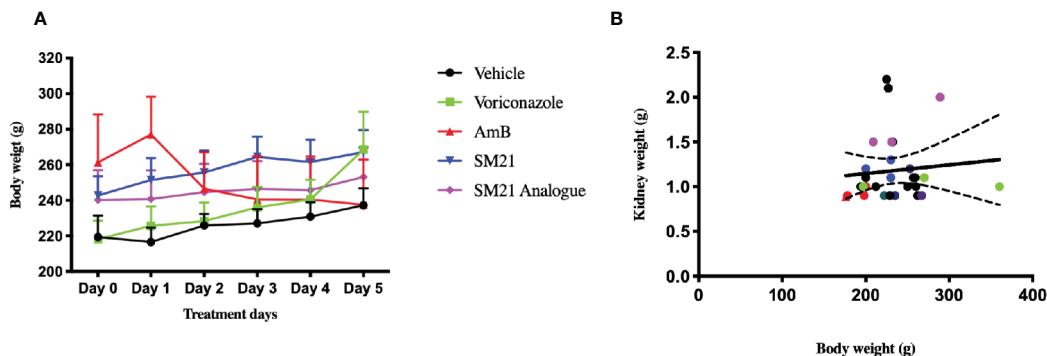 A
Body weigt (g)
320
300
280
260
240
220
200
Day 0 Day 1 Day 2 Day 3 Day 4 Day 5
Treatment days
Vehicle
Voriconazole
AmB
SM21
SM21 Analogue
B
Kidney weight (g)
2.5
2.0
1.5
1.0
0.5
0.0
0 100 200 300 400
Body weight (g)